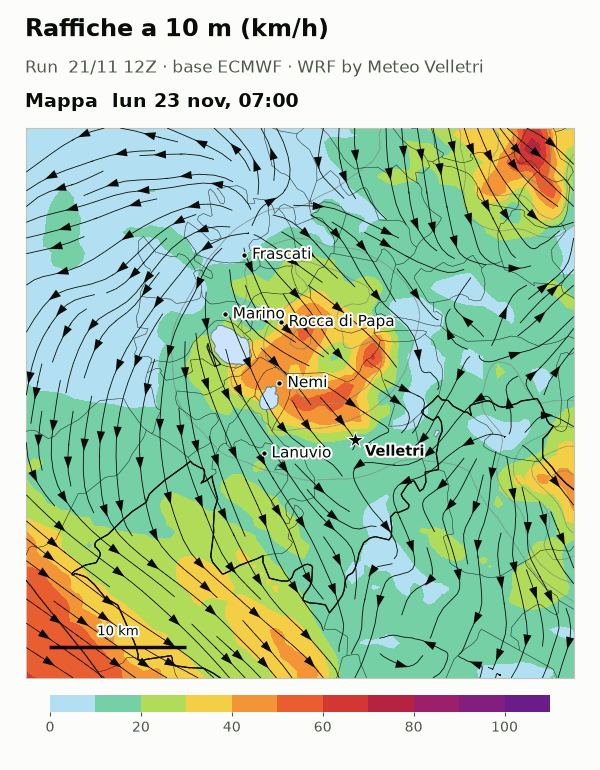 Raffiche a 10 m (km/h)
Run  21/11 12Z · base ECMWF · WRF by Meteo Velletri
Mappa  lun 23 nov, 07:00
Frascati
Marino
Rocca di Papa
Nemi
Velletri
Lanuvio
10 km
0 20 40 60 80 100